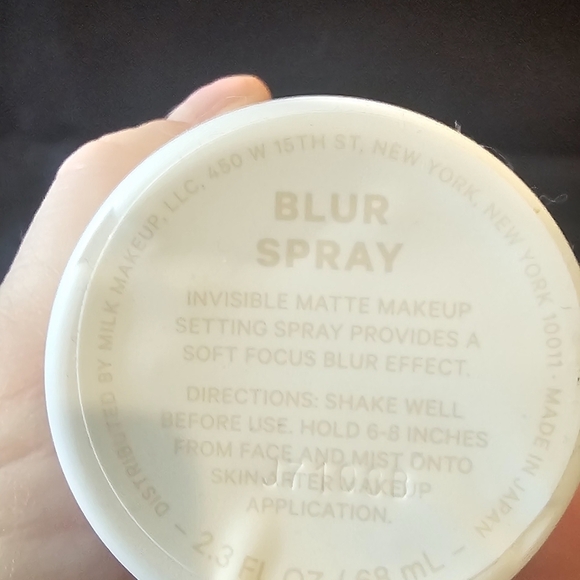 BLUR
SPRAY
INVISIBLE MATTE MAKEUP
SETTING SPRAY PROVIDES A
SOFT FOCUS BLUR EFFECT.
DIRECTIONS: SHAKE WELL
BEFORE USE. HOLD 6-8 INCHES
FROM FACE AND MIST ONTO
SKIN AFTER MAKEUP
APPLICATION.
DISTRIBUTED BY MILK MAKEUP, LLC, 450 W 15TH ST, NEW YORK, NEW YORK 10011 · MADE IN JAPAN
– 2.3 FL OZ / 68 mL –